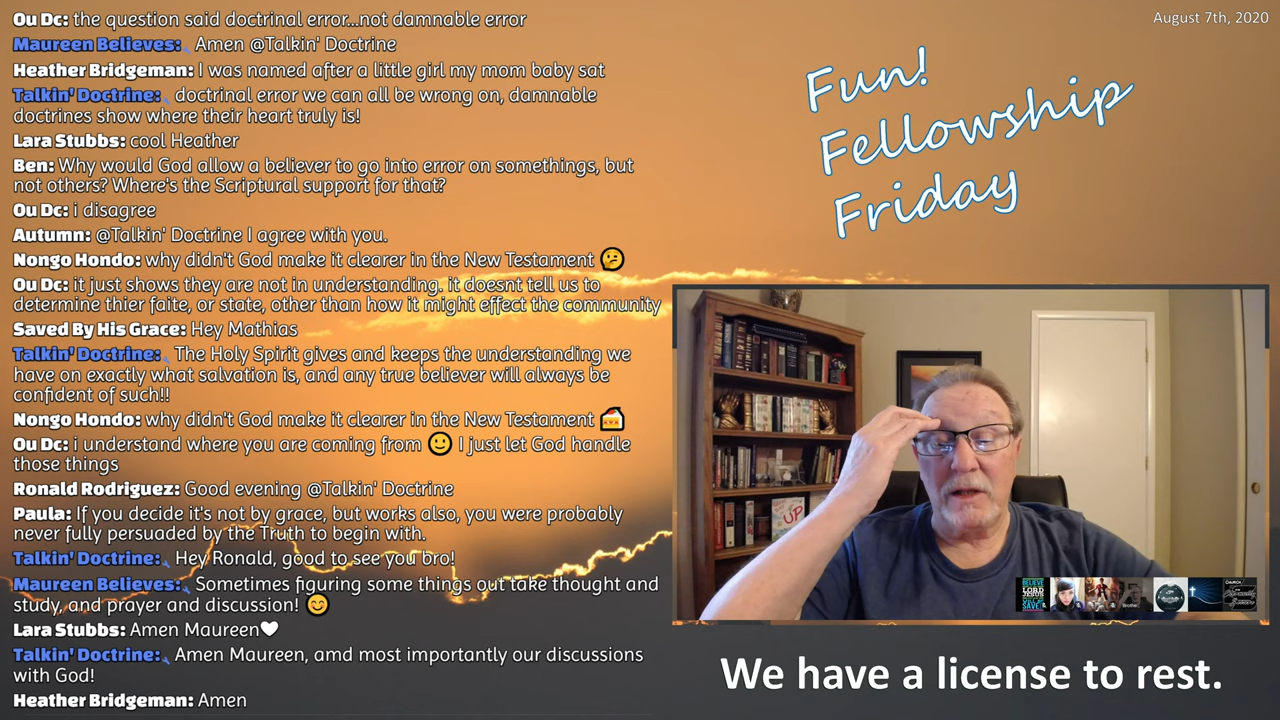 Ou Dc: the question said doctrinal error...not damnable error
Maureen Believes: Amen @Talkin' Doctrine
Heather Bridgeman: I was named after a little girl my mom baby sat
Talkin' Doctrine: doctrinal error we can all be wrong on, damnable
doctrines show where their heart truly is!
Lara Stubbs: cool Heather
Ben: Why would God allow a believer to go into error on somethings, but
not others? Where's the Scriptural support for that?
Ou Dc: i disagree
Autumn: @Talkin' Doctrine I agree with you.
Nongo Hondo: why didn't God make it clearer in the New Testament 🤔
Ou Dc: it just shows they are not in understanding. it doesnt tell us to
determine thier faite, or state, other than how it might effect the community
Saved By His Grace: Hey Mathias
Talkin' Doctrine: The Holy Spirit gives and keeps the understanding we
have on exactly what salvation is, and any true believer will always be
confident of such!!
Nongo Hondo: why didn't God make it clearer in the New Testament 🍰
Ou Dc: i understand where you are coming from 🙂 I just let God handle
those things
Ronald Rodriguez: Good evening @Talkin' Doctrine
Paula: If you decide it's not by grace, but works also, you were probably
never fully persuaded by the Truth to begin with.
Talkin' Doctrine: Hey Ronald, good to see you bro!
Maureen Believes: Sometimes figuring some things out take thought and
study, and prayer and discussion! 😊
Lara Stubbs: Amen Maureen🤍
Talkin' Doctrine: Amen Maureen, amd most importantly our discussions
with God!
Heather Bridgeman: Amen
August 7th, 2020
Fun!
Fellowship
Friday
UP
BELIEVE
LORD
JESUS
SAVE
CHURCH
We have a license to rest.